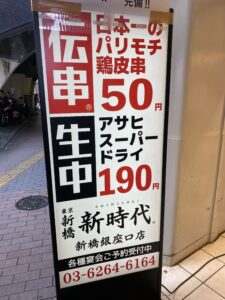 完備!!
伝串®
日本一の
パリモチ
鶏皮串
50円
生中
アサヒ
スーパー
ドライ
190円
SHINJIDAI
東京
新橋
新時代
新橋銀座口店
各種宴会ご予約受付中
03-6264-6164